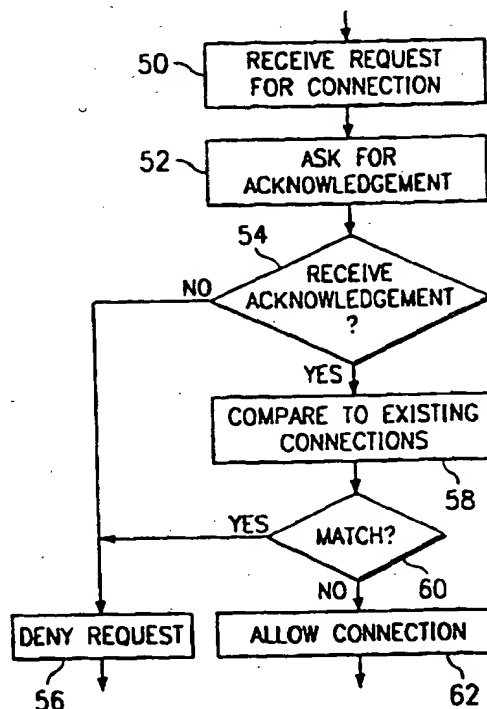 50
RECEIVE REQUEST
FOR CONNECTION
52
ASK FOR
ACKNOWLEDGEMENT
54
NO
RECEIVE
ACKNOWLEDGEMENT
?
YES
COMPARE TO EXISTING
CONNECTIONS
58
YES
MATCH?
NO
60
DENY REQUEST
ALLOW CONNECTION
56
62